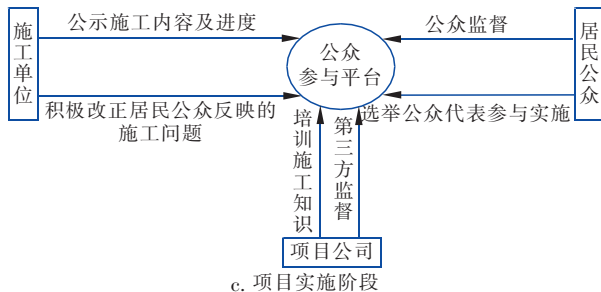 施工单位
公示施工内容及进度
公众
参与平台
公众监督
居民公众
积极改正居民公众反映的
施工问题
选举公众代表参与实施
培训施工知识
第三方监督
项目公司
c. 项目实施阶段